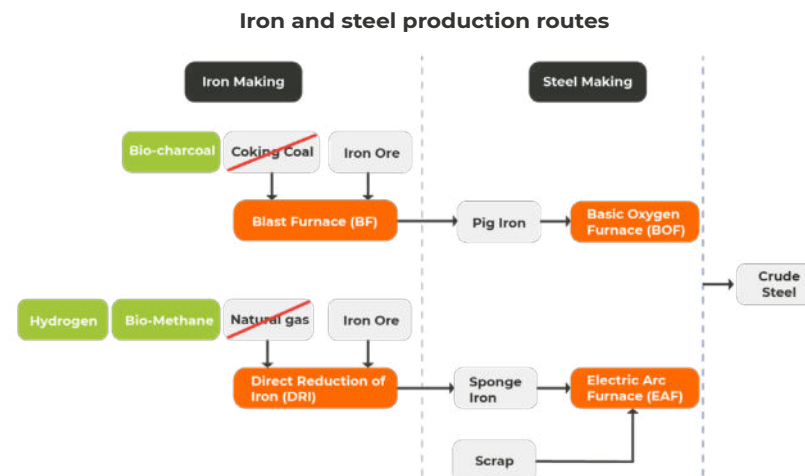 Iron and steel production routes
Iron Making
Steel Making
Bio-charcoal
Coking Coal
Iron Ore
Blast Furnace (BF)
Pig Iron
Basic Oxygen
Furnace (BOF)
Crude
Steel
Hydrogen
Bio-Methane
Natural gas
Iron Ore
Direct Reduction of
Iron (DRI)
Sponge
Iron
Electric Arc
Furnace (EAF)
Scrap